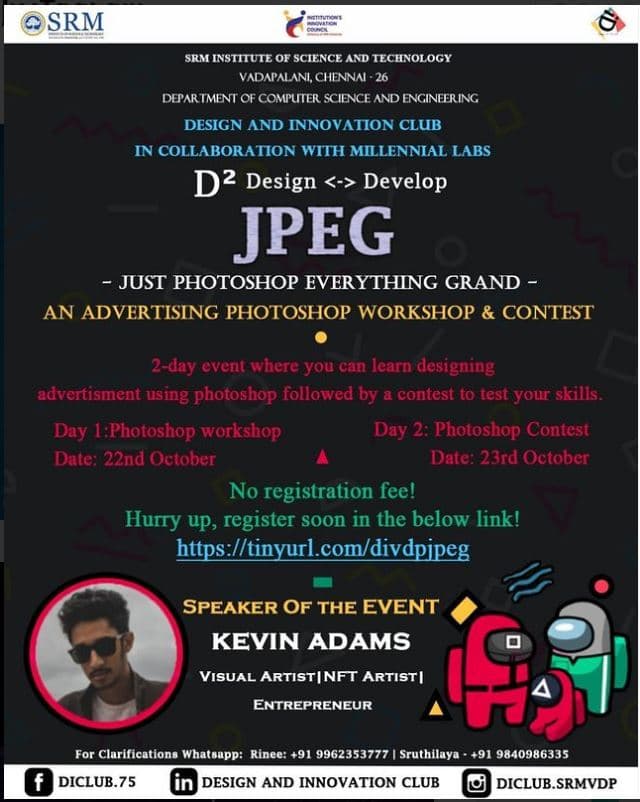 SRM
INSTITUTION'S
INNOVATION
COUNCIL
SRM INSTITUTE OF SCIENCE AND TECHNOLOGY
VADAPALANI, CHENNAI - 26
DEPARTMENT OF COMPUTER SCIENCE AND ENGINEERING
DESIGN AND INNOVATION CLUB
IN COLLABORATION WITH MILLENNIAL LABS
D² Design <-> Develop
JPEG
- JUST PHOTOSHOP EVERYTHING GRAND -
AN ADVERTISING PHOTOSHOP WORKSHOP & CONTEST
2-day event where you can learn designing
advertisment using photoshop followed by a contest to test your skills.
Day 1:Photoshop workshop
Date: 22nd October
Day 2: Photoshop Contest
Date: 23rd October
No registration fee!
Hurry up, register soon in the below link!
https://tinyurl.com/divdpjpeg
SPEAKER OF THE EVENT
KEVIN ADAMS
VISUAL ARTIST|NFT ARTIST|
ENTREPRENEUR
For Clarifications Whatsapp: Rinee: +91 9962353777 | Sruthilaya - +91 9840986335
DICLUB.75
DESIGN AND INNOVATION CLUB
DICLUB.SRMVDP